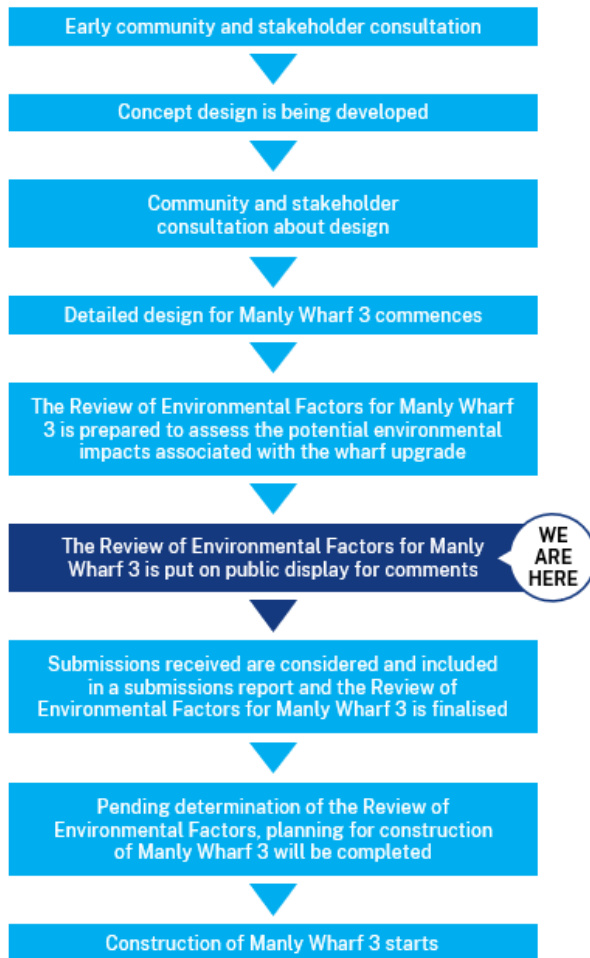 Early community and stakeholder consultation
Concept design is being developed
Community and stakeholder
consultation about design
Detailed design for Manly Wharf 3 commences
The Review of Environmental Factors for Manly Wharf
3 is prepared to assess the potential environmental
impacts associated with the wharf upgrade
The Review of Environmental Factors for Manly
Wharf 3 is put on public display for comments
WE
ARE
HERE
Submissions received are considered and included
in a submissions report and the Review of
Environmental Factors for Manly Wharf 3 is finalised
Pending determination of the Review of
Environmental Factors, planning for construction
of Manly Wharf 3 will be completed
Construction of Manly Wharf 3 starts